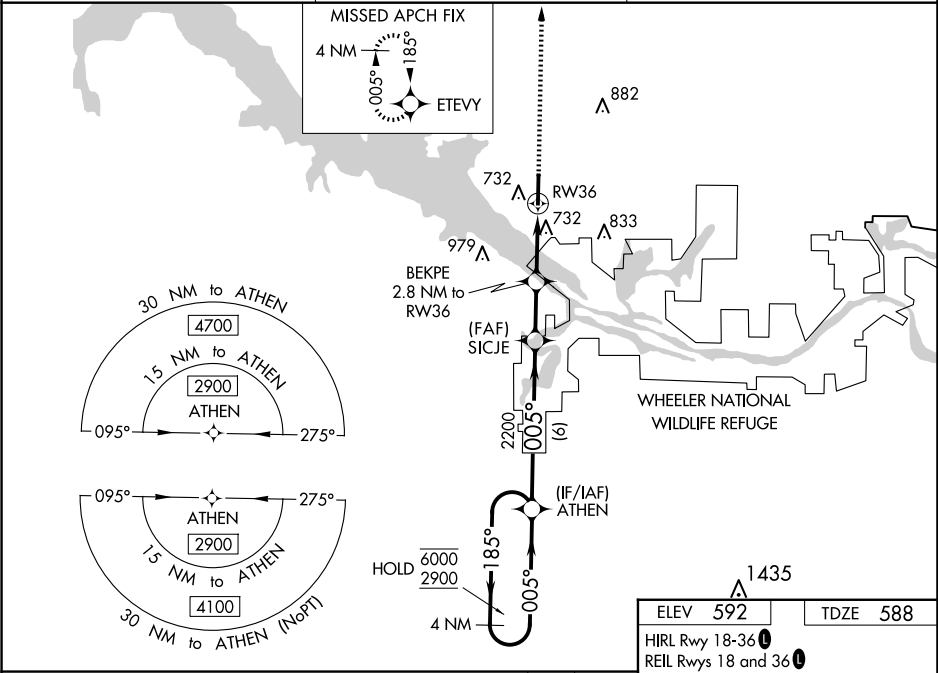 MISSED APCH FIX
4 NM
185°
005°
ETEVY
882
732
RW36
732
833
979
BEKPE
2.8 NM to
RW36
(FAF)
SICJE
30 NM to ATHEN
4700
15 NM to ATHEN
2900
ATHEN
095°
275°
WHEELER NATIONAL
WILDLIFE REFUGE
2200
005°
(6)
(IF/IAF)
ATHEN
095°
275°
ATHEN
2900
15 NM to ATHEN
4100
30 NM to ATHEN (NoPT)
HOLD
6000
2900
185°
005°
4 NM
1435
ELEV 592
TDZE 588
HIRL Rwy 18-36 L
REIL Rwys 18 and 36 L